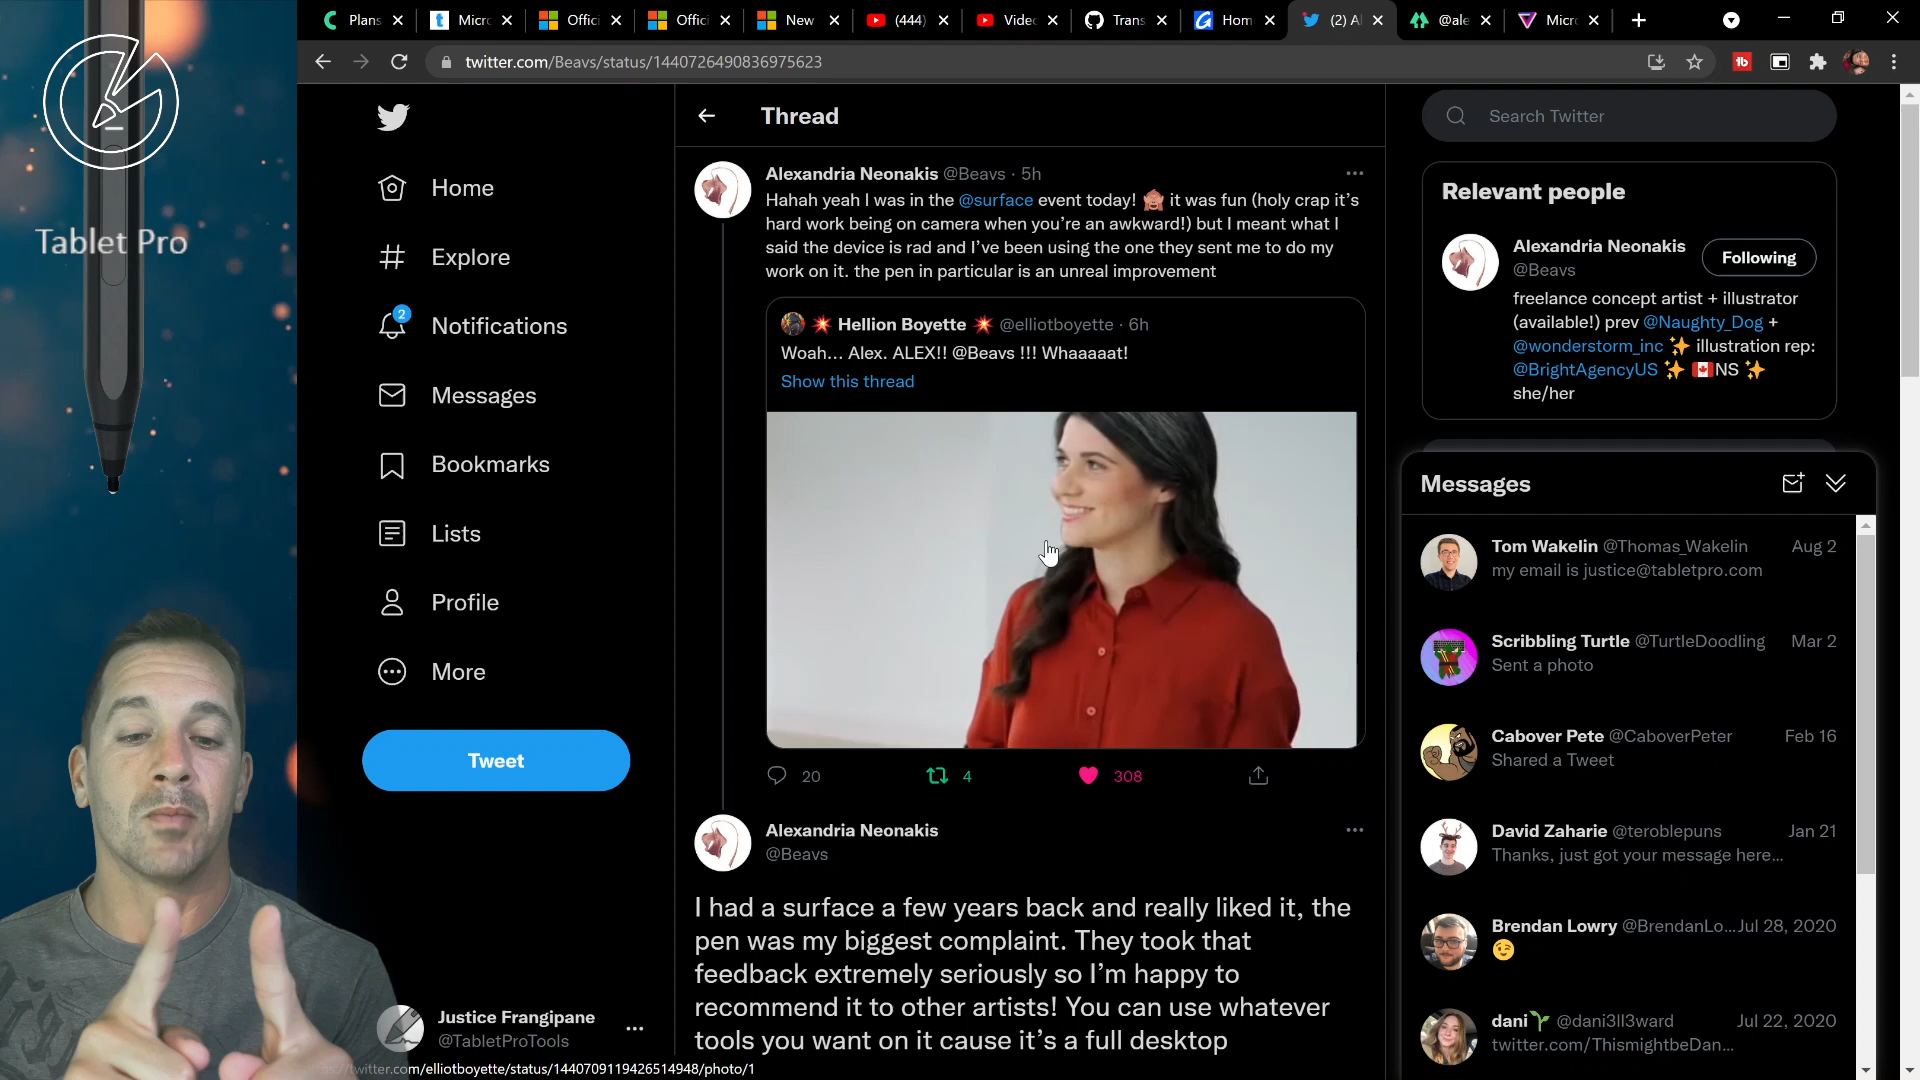 Plans
Micro
Offici
Offici
New
(444)
Videc
Trans
Hom
(2) A
@ale
Micr
twitter.com/Beavs/status/1440726490836975623
Tablet Pro
Home
Explore
2
Notifications
Messages
Bookmarks
Lists
Profile
More
Tweet
Justice Frangipane
@TabletProTools
Thread
Alexandria Neonakis @Beavs · 5h
Hahah yeah I was in the @surface event today! 🙈 it was fun (holy crap it's
hard work being on camera when you're an awkward!) but I meant what I
said the device is rad and I've been using the one they sent me to do my
work on it. the pen in particular is an unreal improvement
💥 Hellion Boyette 💥 @elliotboyette · 6h
Woah... Alex. ALEX!! @Beavs !!! Whaaaaat!
Show this thread
20
4
308
Alexandria Neonakis
@Beavs
I had a surface a few years back and really liked it, the
pen was my biggest complaint. They took that
feedback extremely seriously so I'm happy to
recommend it to other artists! You can use whatever
tools you want on it cause it's a full desktop
twitter.com/elliotboyette/status/1440709119426514948/photo/1
Search Twitter
Relevant people
Alexandria Neonakis
@Beavs
Following
freelance concept artist + illustrator
(available!) prev @Naughty_Dog +
@wonderstorm_inc ✨ illustration rep:
@BrightAgencyUS ✨ 🇨🇦NS ✨
she/her
Messages
Tom Wakelin @Thomas_Wakelin Aug 2
my email is justice@tabletpro.com
Scribbling Turtle @TurtleDoodling Mar 2
Sent a photo
Cabover Pete @CaboverPeter Feb 16
Shared a Tweet
David Zaharie @teroblepuns Jan 21
Thanks, just got your message here...
Brendan Lowry @BrendanLo... Jul 28, 2020
😉
dani🌱 @dani3ll3ward Jul 22, 2020
twitter.com/ThismightbeDan...